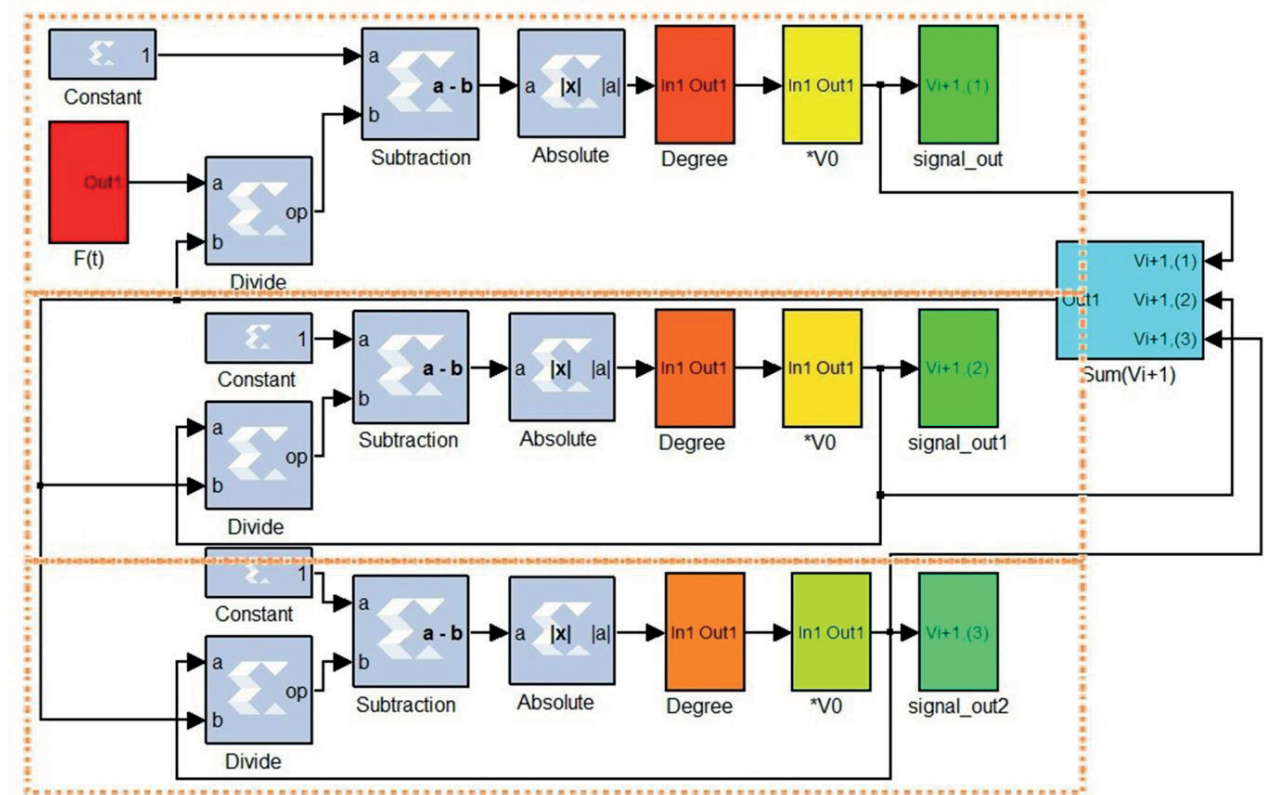 1
Constant
Out1
F(t)
a
b
op
Divide
a
b
a - b
Subtraction
a
|x|
|a|
Absolute
In1 Out1
Degree
In1 Out1
*V0
Vi+1,(1)
signal_out
Vi+1,(1)
Vi+1,(2)
Vi+1,(3)
Out1
Sum(Vi+1)
1
Constant
a
b
op
Divide
a
b
a - b
Subtraction
a
|x|
|a|
Absolute
In1 Out1
Degree
In1 Out1
*V0
Vi+1,(2)
signal_out1
1
Constant
a
b
op
Divide
a
b
a - b
Subtraction
a
|x|
|a|
Absolute
In1 Out1
Degree
In1 Out1
*V0
Vi+1,(3)
signal_out2